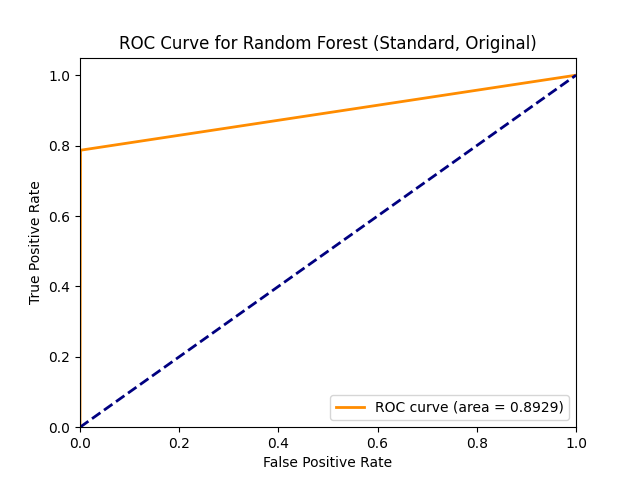 ROC Curve for Random Forest (Standard, Original)
True Positive Rate
1.0
0.8
0.6
0.4
0.2
0.0
ROC curve (area = 0.8929)
0.0 0.2 0.4 0.6 0.8 1.0
False Positive Rate